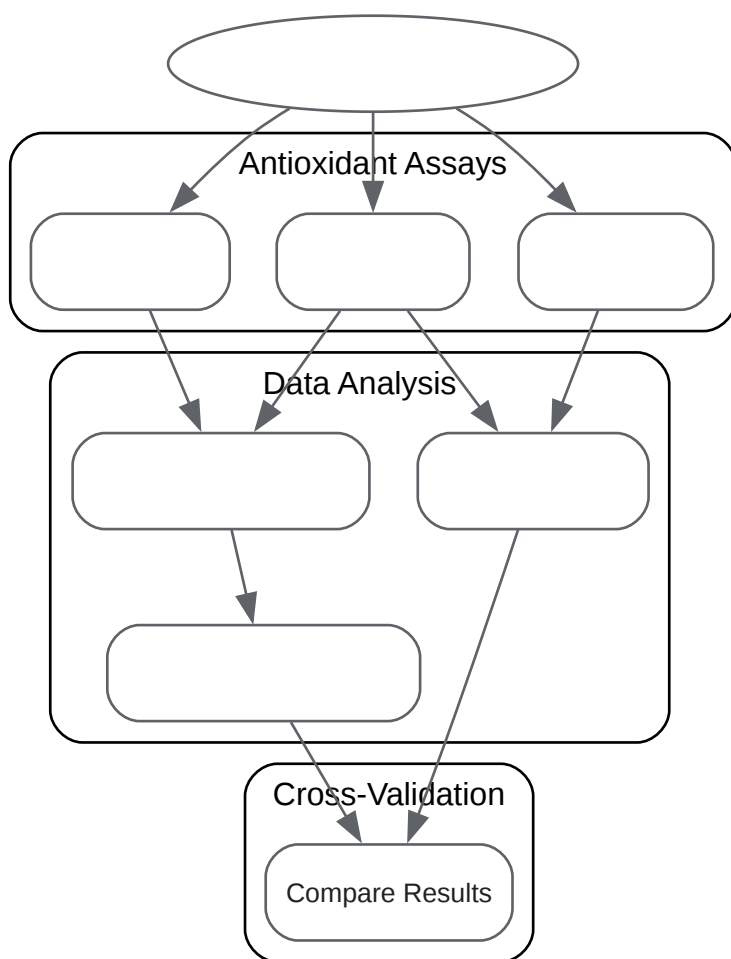 Antioxidant Assays
Data Analysis
Cross-Validation
Compare Results